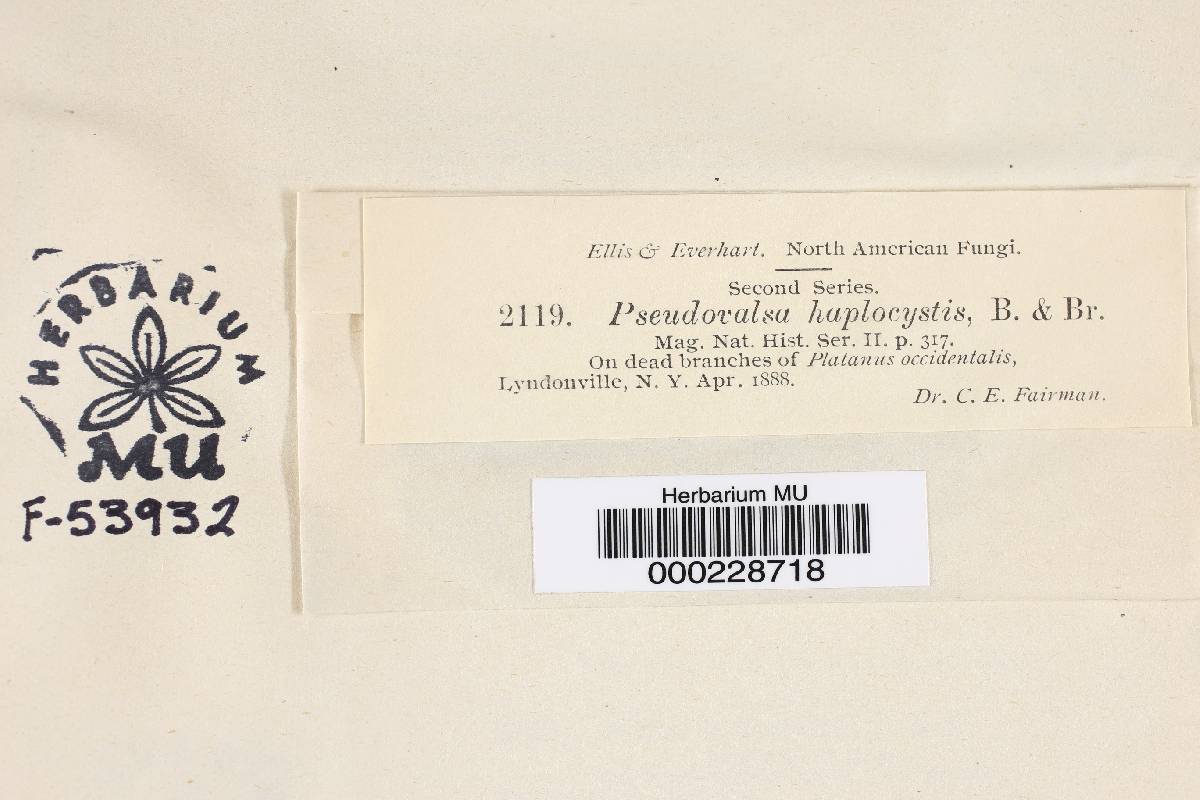 Ellis & Everhart. North American Fungi.
Second Series.
2119. Pseudovalsa haplocystis, B. & Br.
Mag. Nat. Hist. Ser. II. p. 317.
On dead branches of Platanus occidentalis,
Lyndonville, N. Y. Apr. 1888.
Dr. C. E. Fairman.
HERBARIUM
MU
F-53932
Herbarium MU
000228718